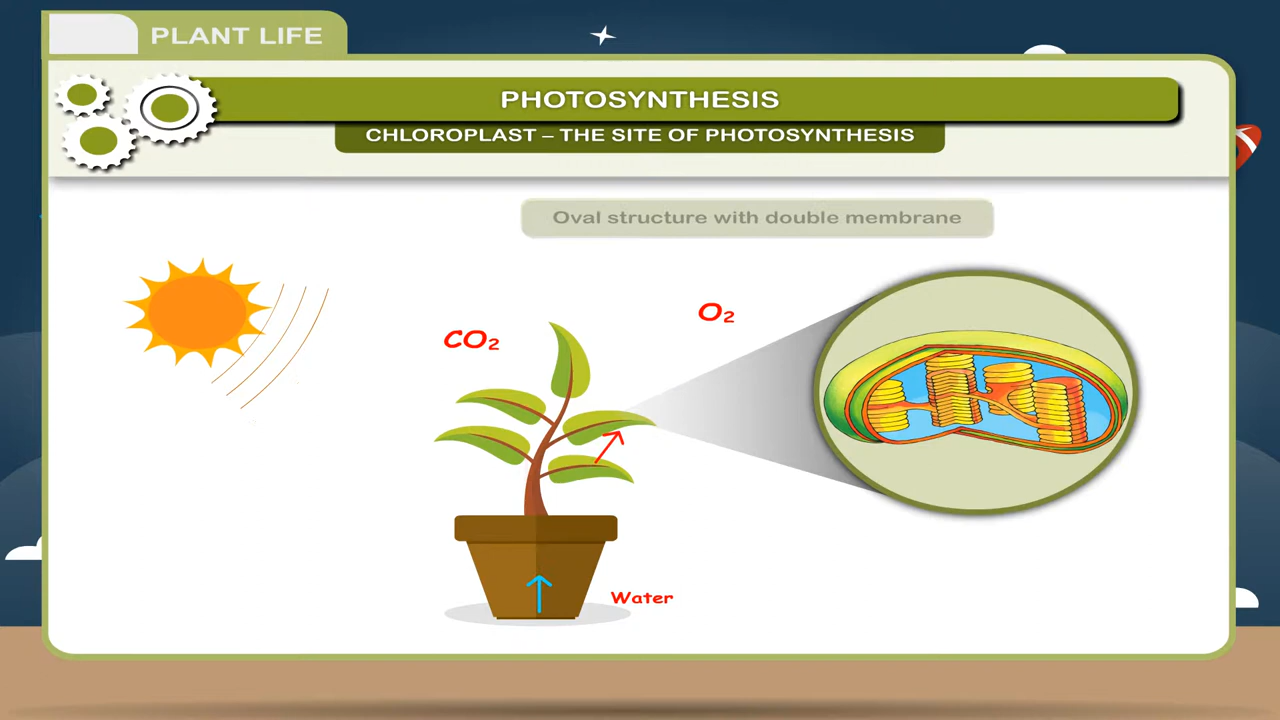 PLANT LIFE
PHOTOSYNTHESIS
CHLOROPLAST – THE SITE OF PHOTOSYNTHESIS
Oval structure with double membrane
O₂
CO₂
Water